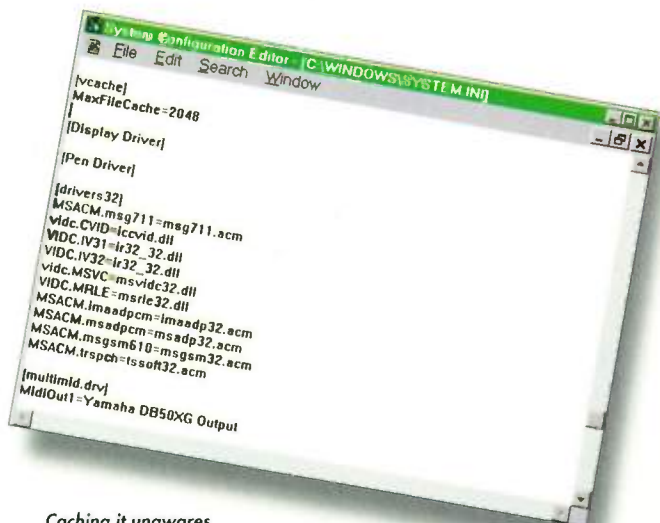 System Configuration Editor - [C:\WINDOWS\SYSTEM.INI]
File Edit Search Window
[vcache]
MaxFileCache=2048
[Display Driver]
[Pen Driver]
[drivers32]
MSACM.msg711=msg711.acm
vidc.CVID=iccvid.dll
VIDC.IV31=ir32_32.dll
VIDC.IV32=ir32_32.dll
vidc.MSVC=msvidc32.dll
VIDC.MRLE=msrle32.dll
MSACM.imaadpcm=imaadp32.acm
MSACM.msadpcm=msadp32.acm
MSACM.msgsm610=msgsm32.acm
MSACM.trspch=tssoft32.acm
[multimid.drv]
MidiOut1=Yamaha DB50XG Output
Caching it unawares